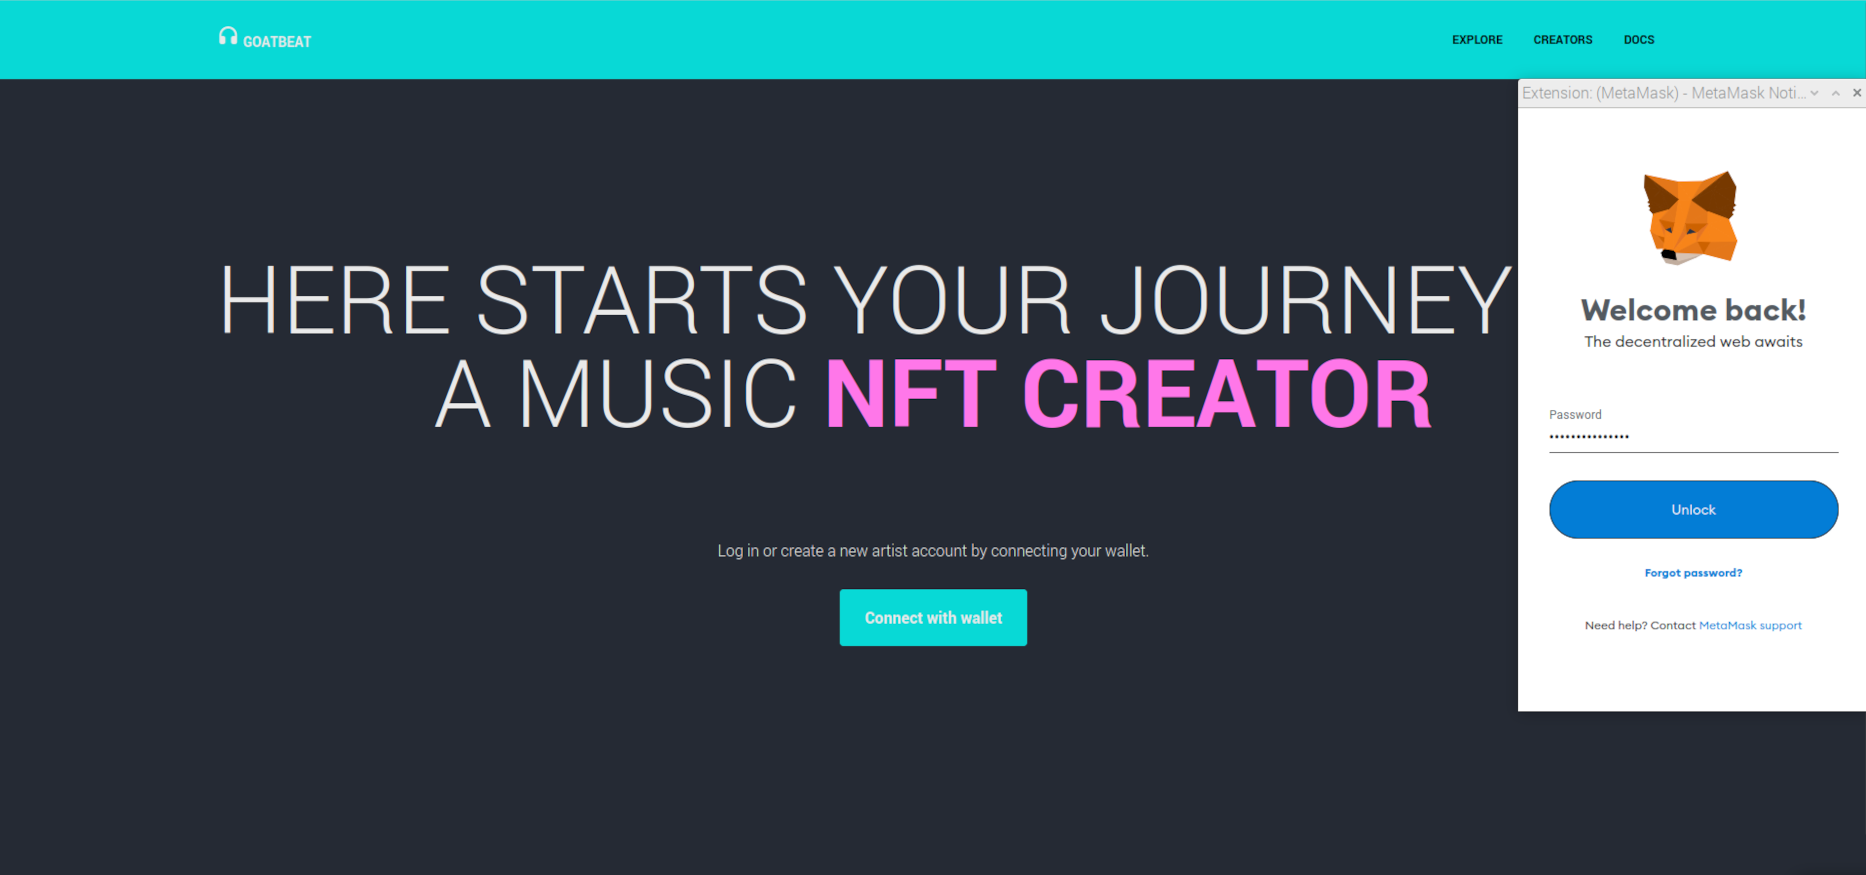 GOATBEAT
EXPLORE
CREATORS
DOCS
HERE STARTS YOUR JOURNEY
A MUSIC NFT CREATOR
Log in or create a new artist account by connecting your wallet.
Connect with wallet
Extension: (MetaMask) - MetaMask Noti...
Welcome back!
The decentralized web awaits
Password
•••••••••••••••
Unlock
Forgot password?
Need help? Contact MetaMask support